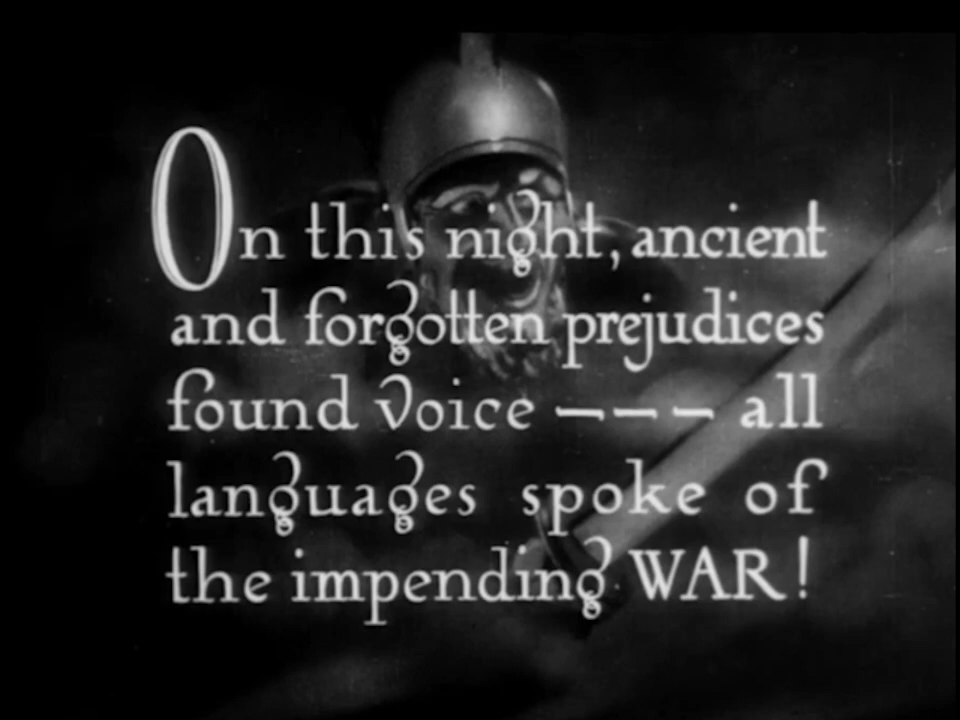 On this night, ancient
and forgotten prejudices
found voice --- all
languages spoke of
the impending WAR!